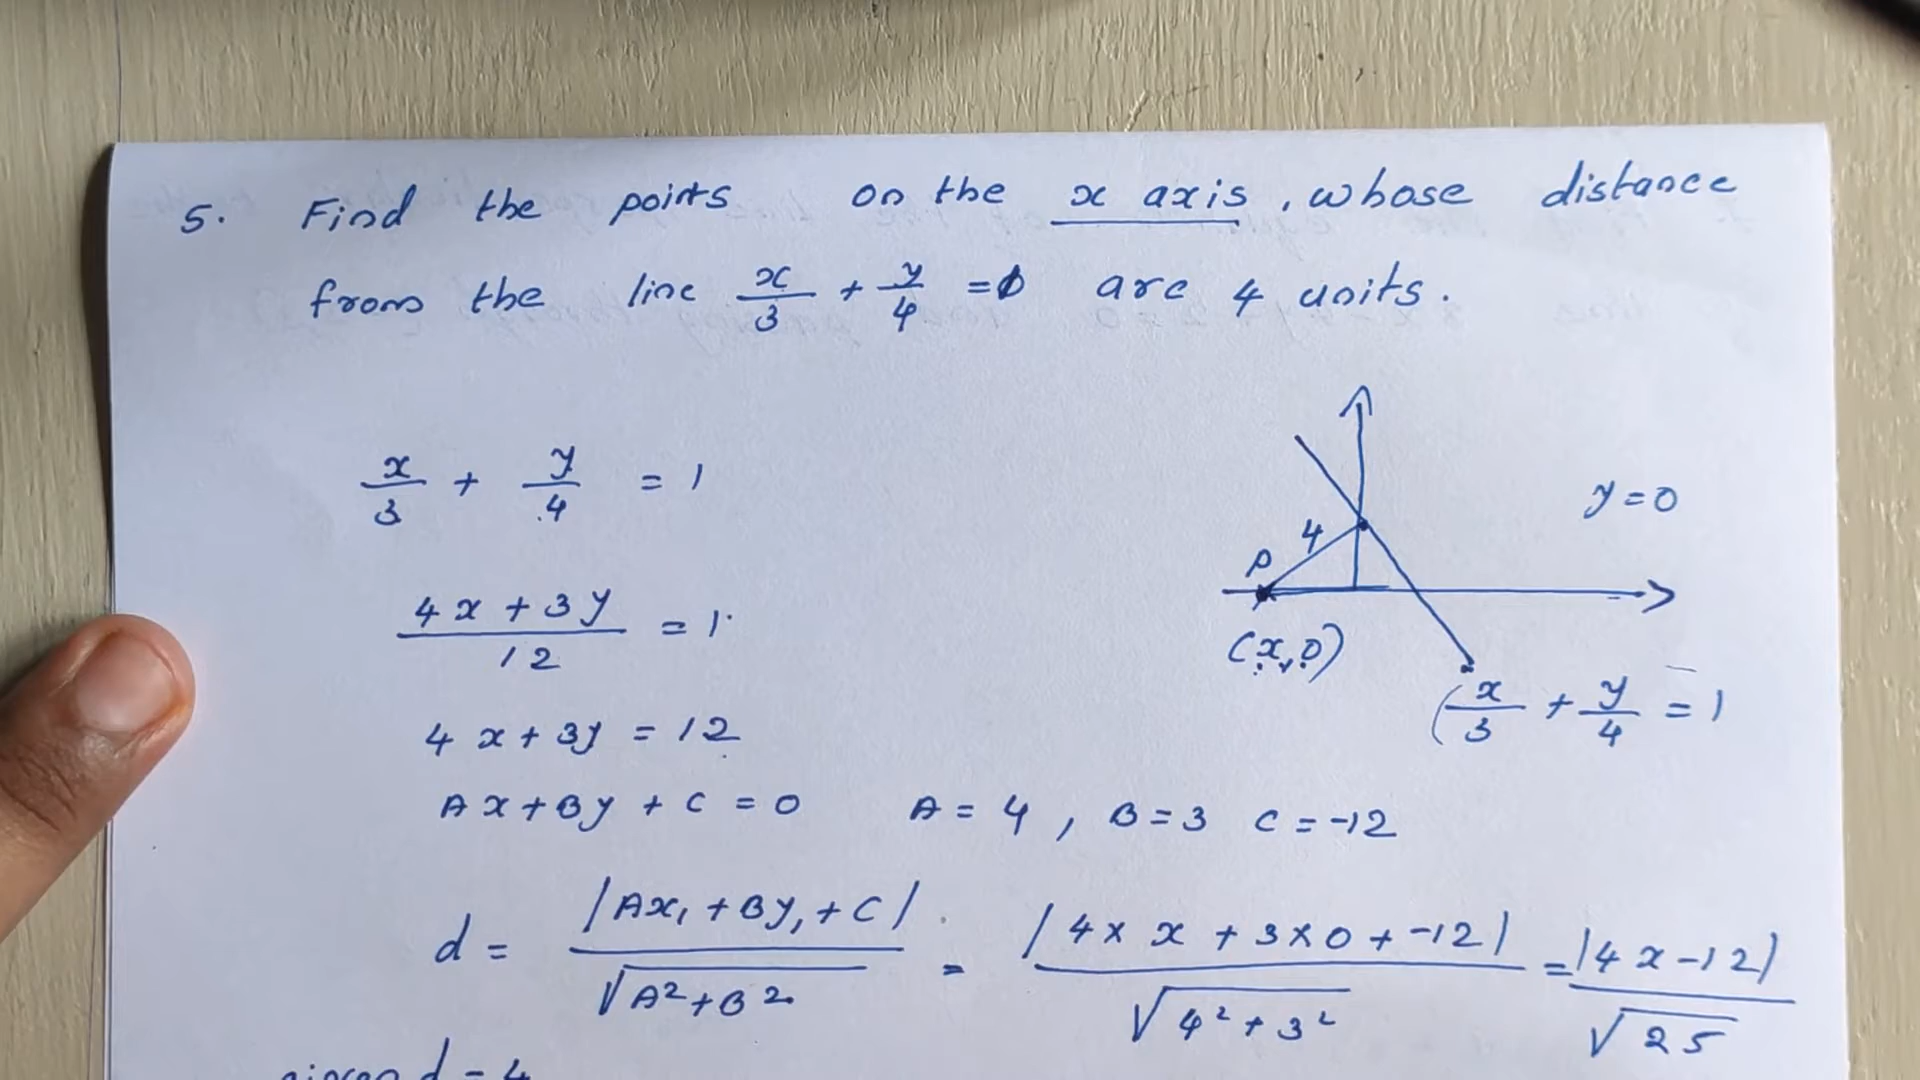 5. Find the points on the x axis, whose distance
from the line x/3 + y/4 = 1 are 4 units.
x/3 + y/4 = 1
y = 0
4
P
(4x + 3y)/12 = 1
(x, 0)
(x/3 + y/4 = 1
4x + 3y = 12
Ax + By + C = 0 A = 4, B = 3 C = -12
d = |Ax₁ + By₁ + C| / √(A² + B²) = |4 × x + 3 × 0 + -12| / √(4² + 3²) = |4x - 12| / √25
given d = 4